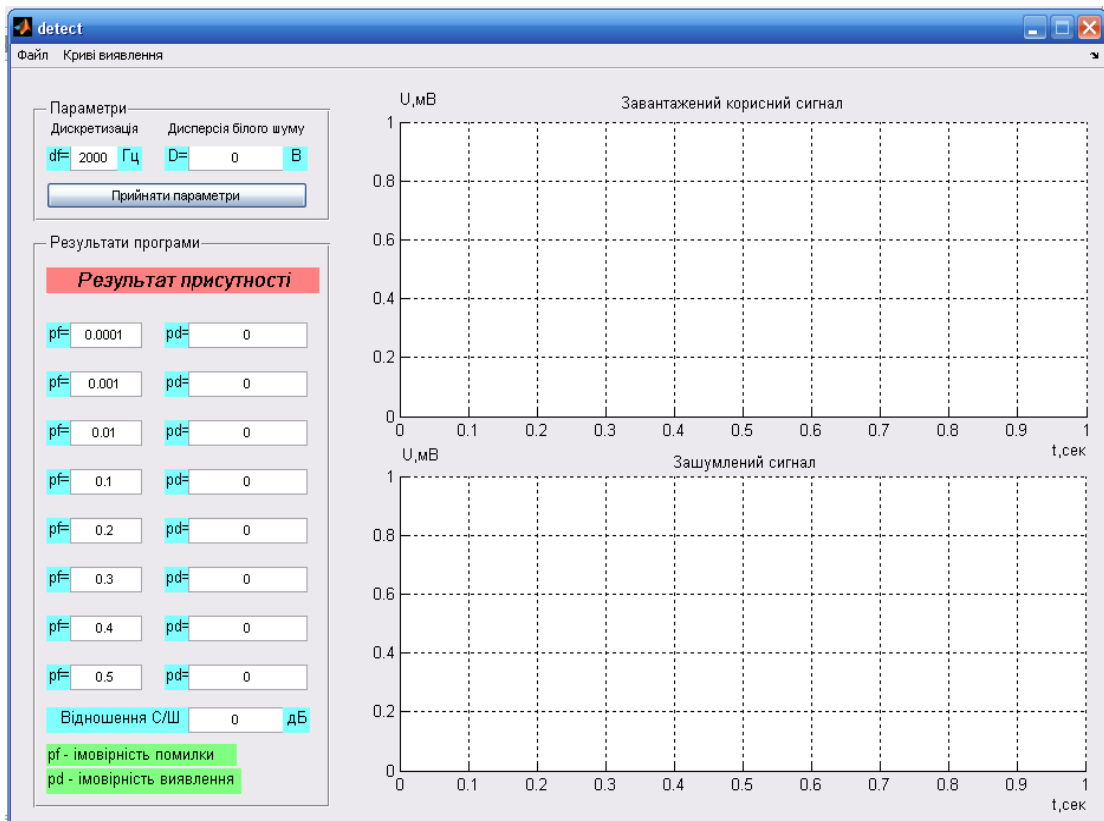 detect
Файл Криві виявлення
Параметри
Дискретизація Дисперсія білого шуму
df= 2000 Гц D= 0 В
Прийняти параметри
Результати програми
Результат присутності
pf= 0.0001 pd= 0
pf= 0.001 pd= 0
pf= 0.01 pd= 0
pf= 0.1 pd= 0
pf= 0.2 pd= 0
pf= 0.3 pd= 0
pf= 0.4 pd= 0
pf= 0.5 pd= 0
Відношення С/Ш 0 дБ
pf - імовірність помилки
pd - імовірність виявлення
U,мВ Завантажений корисний сигнал
1
0.8
0.6
0.4
0.2
0
0 0.1 0.2 0.3 0.4 0.5 0.6 0.7 0.8 0.9 1
t,сек
U,мВ Зашумлений сигнал
1
0.8
0.6
0.4
0.2
0
0 0.1 0.2 0.3 0.4 0.5 0.6 0.7 0.8 0.9 1
t,сек